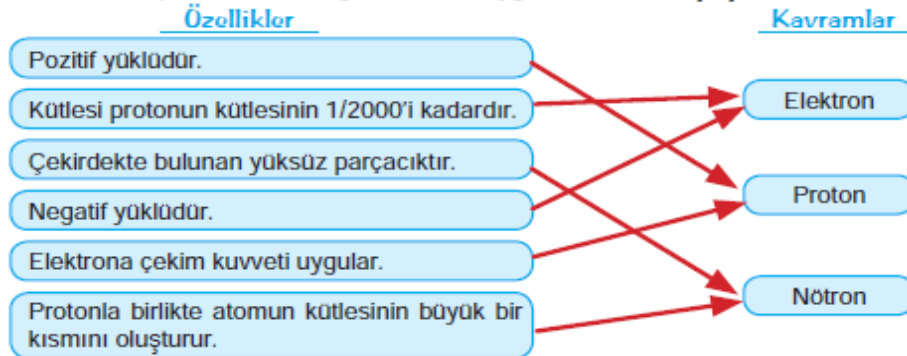 Özellikler
Kavramlar
Pozitif yüklüdür.
Kütlesi protonun kütlesinin 1/2000'i kadardır.
Çekirdekte bulunan yüksüz parçacıktır.
Negatif yüklüdür.
Elektrona çekim kuvveti uygular.
Protonla birlikte atomun kütlesinin büyük bir
kısmını oluşturur.
Elektron
Proton
Nötron